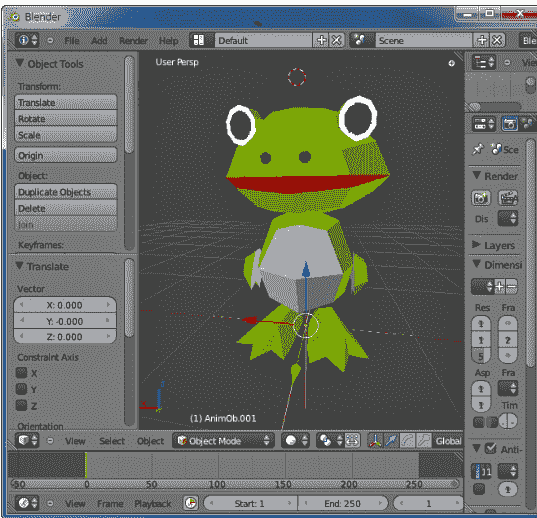 Blender
File Add Render Help Default Scene Ble
Object Tools
User Persp
Vie
Transform:
Translate
Rotate
Scale
Origin
Sce
Object:
Render
Duplicate Objects
Delete
Dis
Join
Keyframes:
Layers
Translate
Dimensi
Vector
X: 0.000
Res Fra
Y: -0.000
Z: 0.000
Constraint Axis
X
Asp Fra
Y
Tim
Z
(1) AnimOb.001
Orientation
View Select Object Object Mode Global
Anti-
0 50 100 150 200 250
View Frame Playback Start: 1 End: 250 1